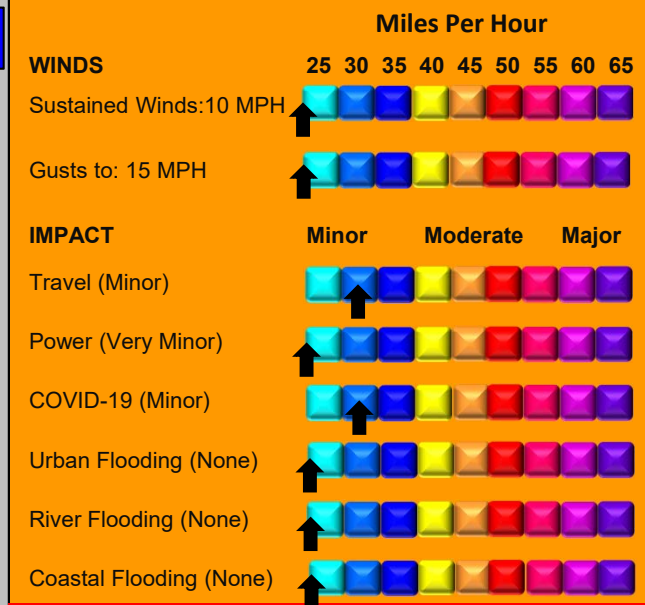 Miles Per Hour
WINDS 25 30 35 40 45 50 55 60 65
Sustained Winds:10 MPH
Gusts to: 15 MPH
IMPACT Minor Moderate Major
Travel (Minor)
Power (Very Minor)
COVID-19 (Minor)
Urban Flooding (None)
River Flooding (None)
Coastal Flooding (None)